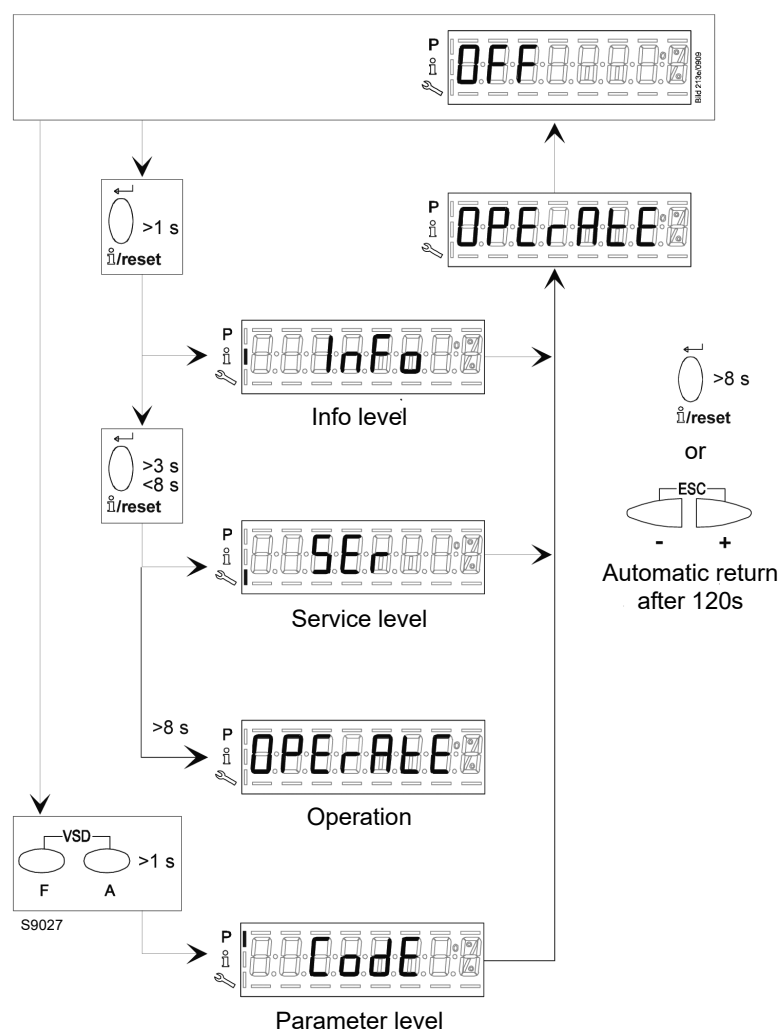 P
OFF
Bild 213e/0909
>1 s
i/reset
P
OPErAtE
P
InFo
Info level
>8 s
i/reset
or
ESC
- +
Automatic return
after 120s
>3 s
<8 s
i/reset
P
SEr
Service level
>8 s
P
OPErAtE
Operation
VSD
>1 s
F A
S9027
P
CodE
Parameter level